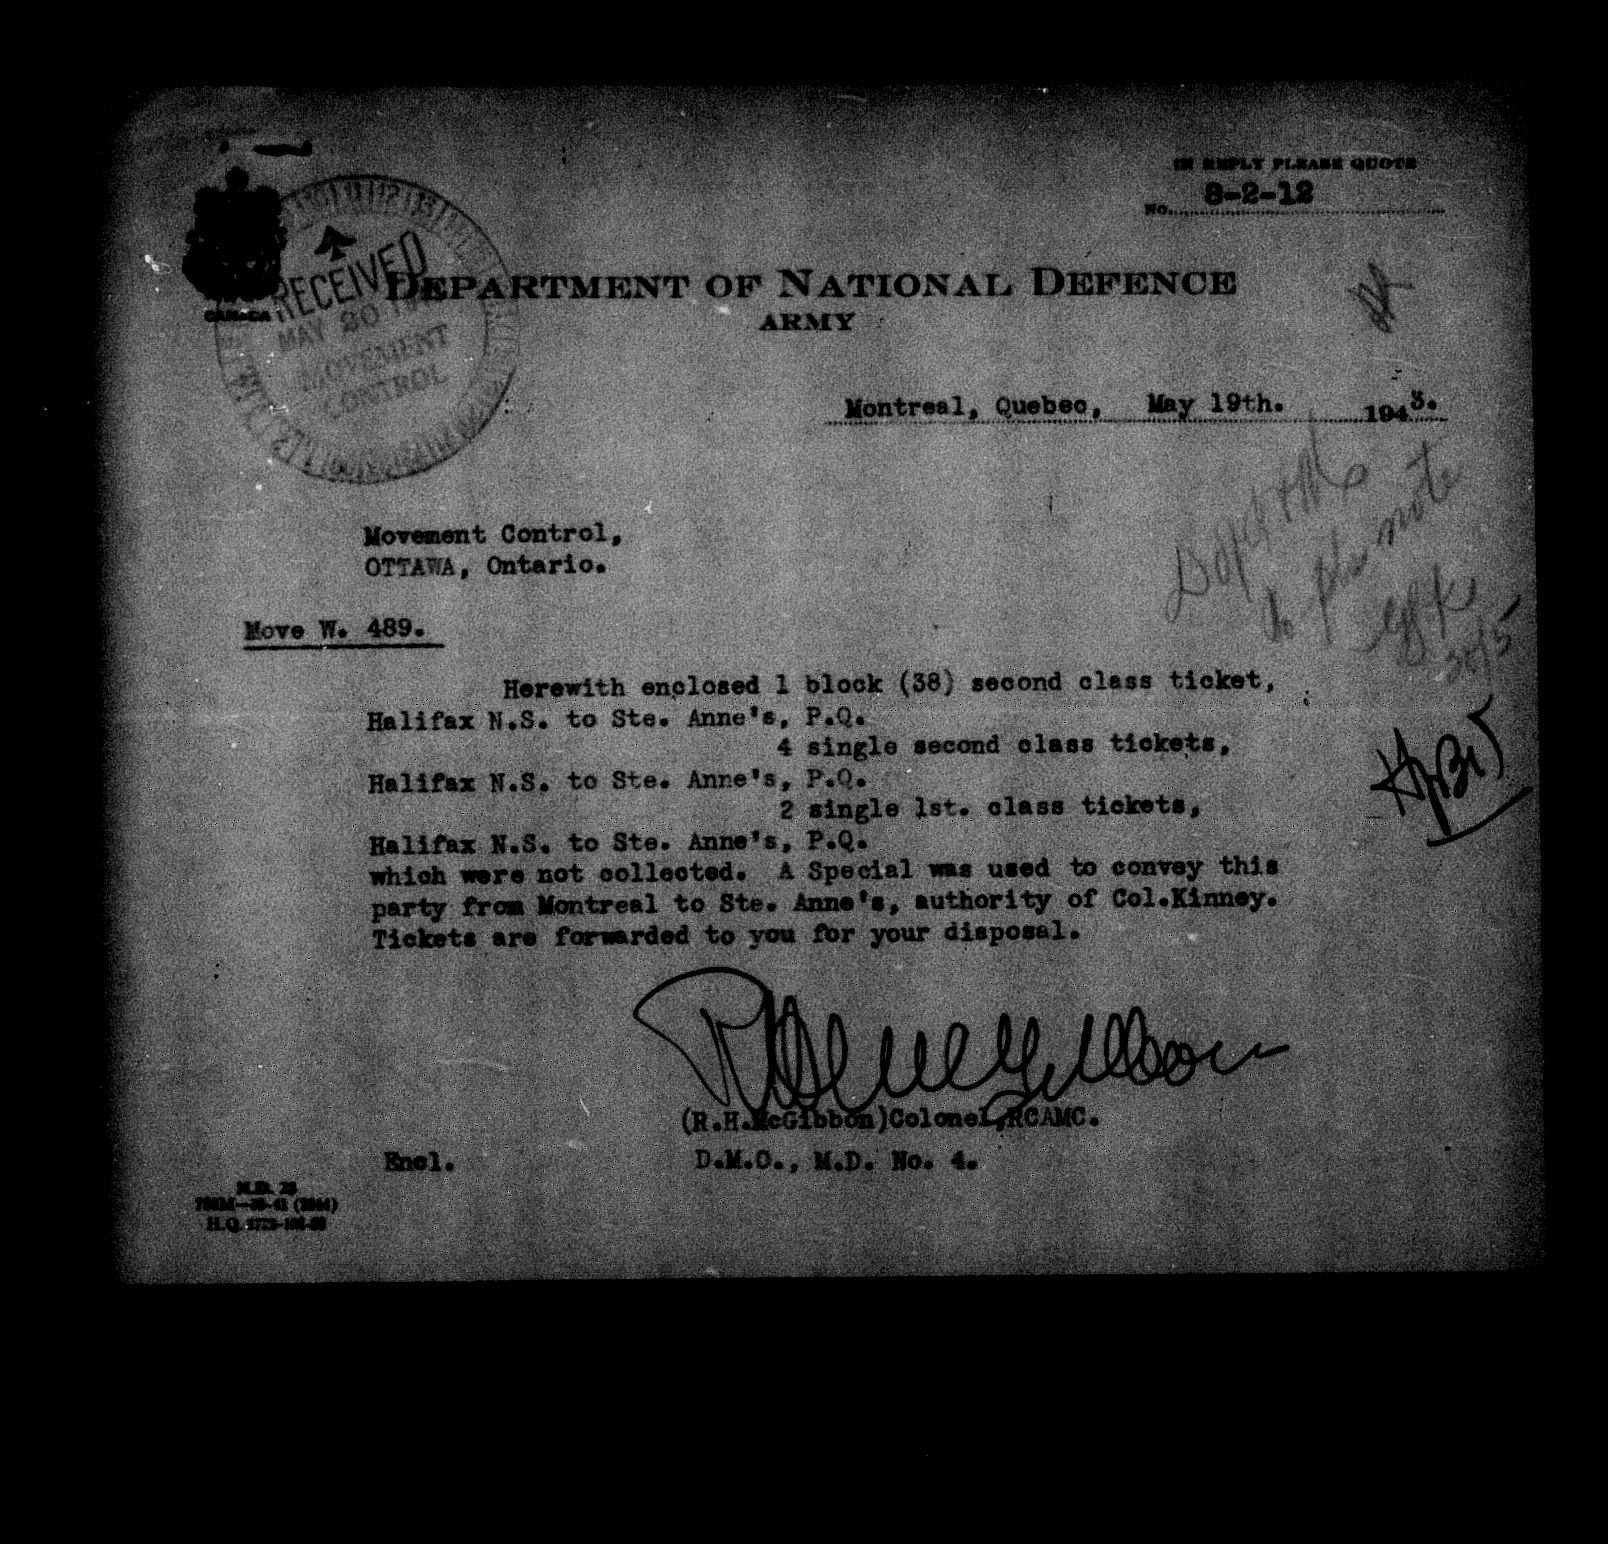 IN REPLY PLEASE QUOTE
No. 8-2-12
CANADA
RECEIVED
MAY 20
MOVEMENT
CONTROL
DEPARTMENT OF NATIONAL DEFENCE
ARMY
Montreal, Quebec, May 19th. 1943.
to note
Movement Control,
OTTAWA, Ontario.
Move W. 489.
Herewith enclosed 1 block (38) second class ticket,
Halifax N.S. to Ste. Anne's, P.Q.
4 single second class tickets,
Halifax N.S. to Ste. Anne's, P.Q.
2 single 1st. class tickets,
Halifax N.S. to Ste. Anne's, P.Q.
which were not collected. A Special was used to convey this
party from Montreal to Ste. Anne's, authority of Col.Kinney.
Tickets are forwarded to you for your disposal.
(R.H.McGibbon)Colonel,RCAMC.
Encl. D.M.O., M.D. No. 4.